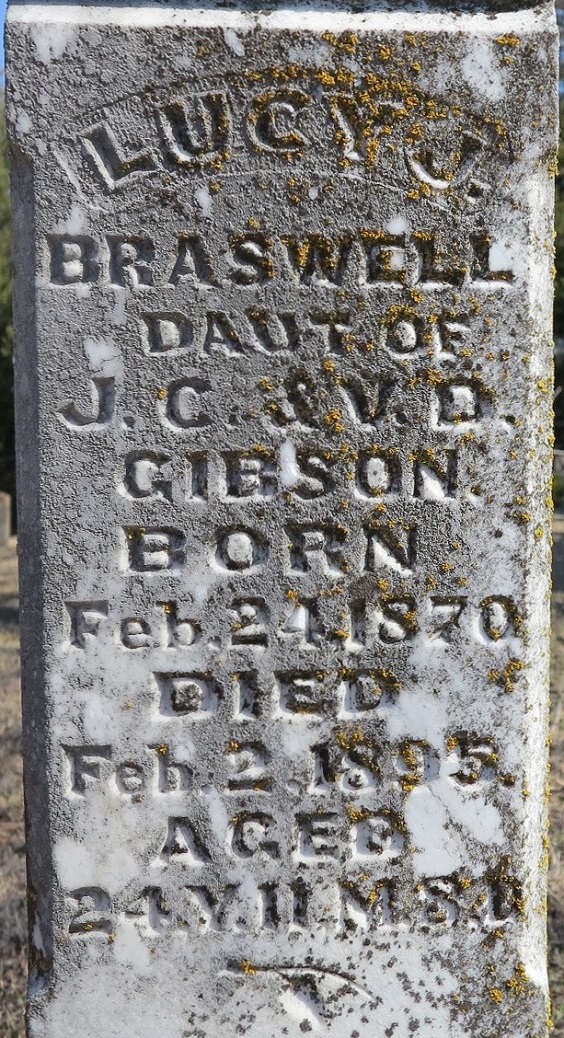 LUCY J.
BRASWELL
DAUT OF
J. C. & V. D.
GIBSON.
BORN
Feb. 24. 1870
DIED
Feb. 2. 1895.
AGED
24.Y.11.M.8.D